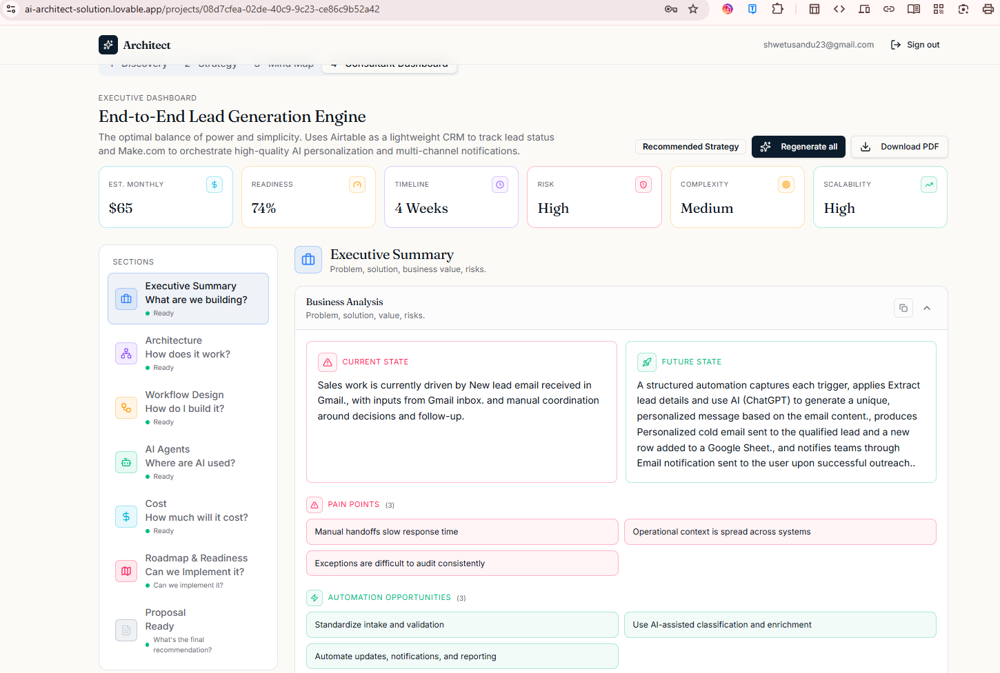 ai-architect-solution.lovable.app/projects/08d7cfea-02de-40c9-9c23-ce86c9b52a42
Architect
shwetusandu23@gmail.com
Sign out
1 Discovery 2 Strategy 3 Mind Map 4 Consultant Dashboard
EXECUTIVE DASHBOARD
End-to-End Lead Generation Engine
The optimal balance of power and simplicity. Uses Airtable as a lightweight CRM to track lead status
and Make.com to orchestrate high-quality AI personalization and multi-channel notifications.
Recommended Strategy
Regenerate all
Download PDF
EST. MONTHLY
$65
READINESS
74%
TIMELINE
4 Weeks
RISK
High
COMPLEXITY
Medium
SCALABILITY
High
SECTIONS
Executive Summary
What are we building?
Ready
Architecture
How does it work?
Ready
Workflow Design
How do I build it?
Ready
AI Agents
Where are AI used?
Ready
Cost
How much will it cost?
Ready
Roadmap & Readiness
Can we Implement it?
Can we implement it?
Proposal
Ready
What's the final
recommendation?
Executive Summary
Problem, solution, business value, risks.
Business Analysis
Problem, solution, value, risks.
CURRENT STATE
Sales work is currently driven by New lead email received in
Gmail., with inputs from Gmail inbox. and manual coordination
around decisions and follow-up.
FUTURE STATE
A structured automation captures each trigger, applies Extract
lead details and use AI (ChatGPT) to generate a unique,
personalized message based on the email content., produces
Personalized cold email sent to the qualified lead and a new
row added to a Google Sheet., and notifies teams through
Email notification sent to the user upon successful outreach..
PAIN POINTS (3)
Manual handoffs slow response time
Operational context is spread across systems
Exceptions are difficult to audit consistently
AUTOMATION OPPORTUNITIES (3)
Standardize intake and validation
Use AI-assisted classification and enrichment
Automate updates, notifications, and reporting